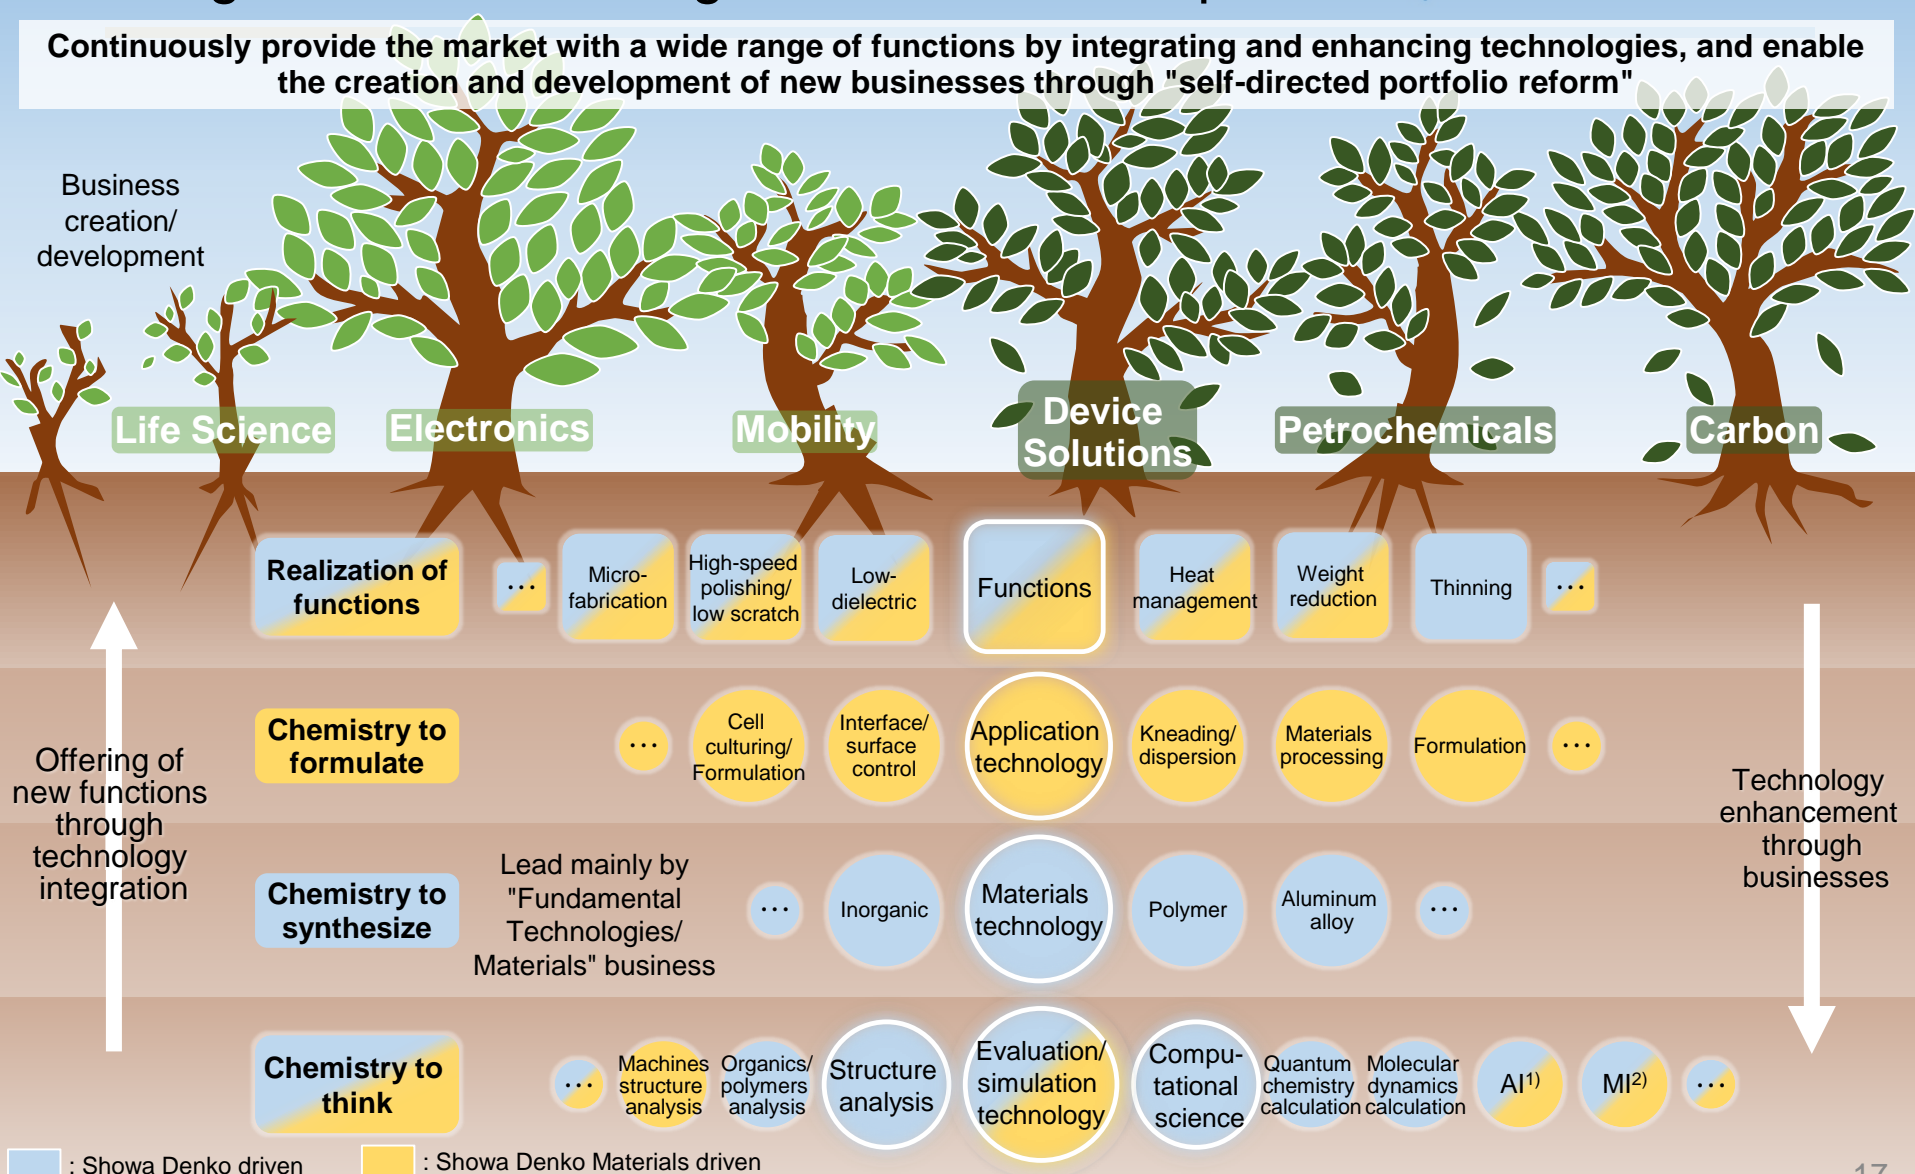 Continuously provide the market with a wide range of functions by integrating and enhancing technologies, and enable
the creation and development of new businesses through "self-directed portfolio reform"
Business
creation/
development
Life Science
Electronics
Mobility
Device
Solutions
Petrochemicals
Carbon
Realization of
functions
...
Micro-
fabrication
High-speed
polishing/
low scratch
Low-
dielectric
Functions
Heat
management
Weight
reduction
Thinning
...
Chemistry to
formulate
...
Cell
culturing/
Formulation
Interface/
surface
control
Application
technology
Kneading/
dispersion
Materials
processing
Formulation
...
Offering of
new functions
through
technology
integration
Technology
enhancement
through
businesses
Chemistry to
synthesize
Lead mainly by
"Fundamental
Technologies/
Materials" business
...
Inorganic
Materials
technology
Polymer
Aluminum
alloy
...
Chemistry to
think
...
Machines
structure
analysis
Organics/
polymers
analysis
Structure
analysis
Evaluation/
simulation
technology
Compu-
tational
science
Quantum
chemistry
calculation
Molecular
dynamics
calculation
AI1)
MI2)
...
: Showa Denko driven
: Showa Denko Materials driven
17